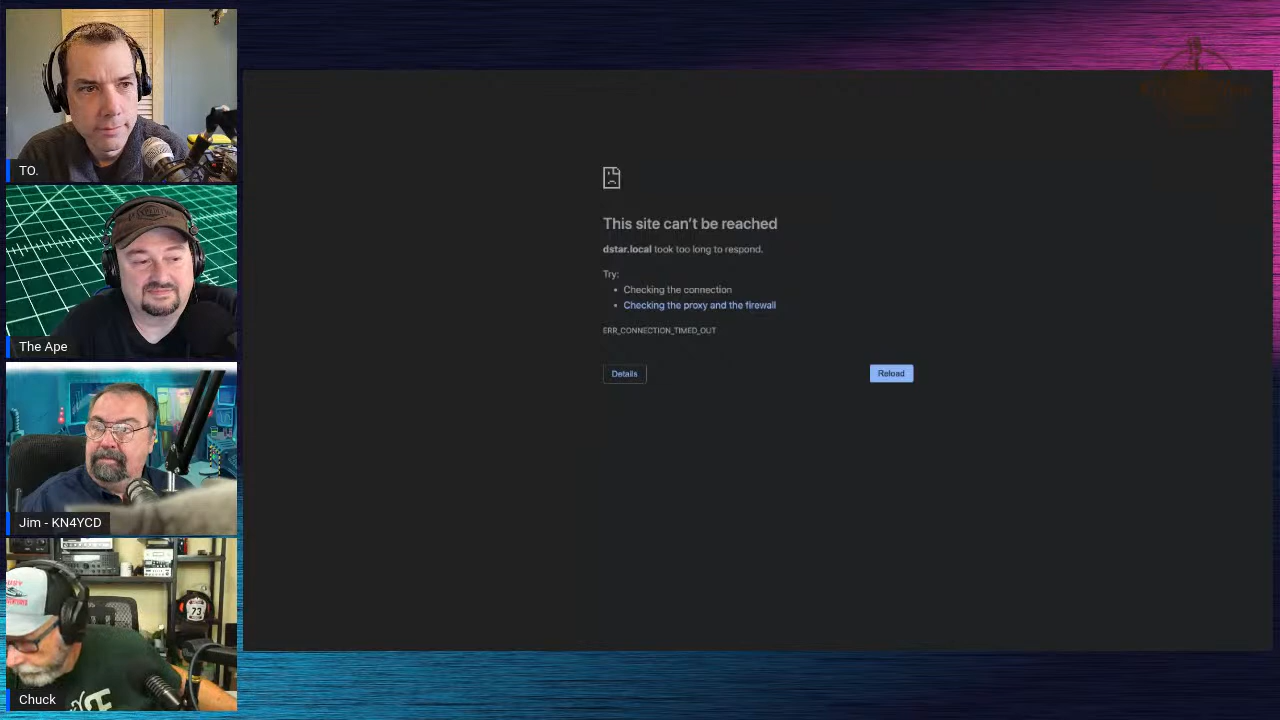 TO.
The Ape
Jim - KN4YCD
73
Chuck
This site can't be reached
dstar.local took too long to respond.
Try:
• Checking the connection
• Checking the proxy and the firewall
ERR_CONNECTION_TIMED_OUT
Details
Reload